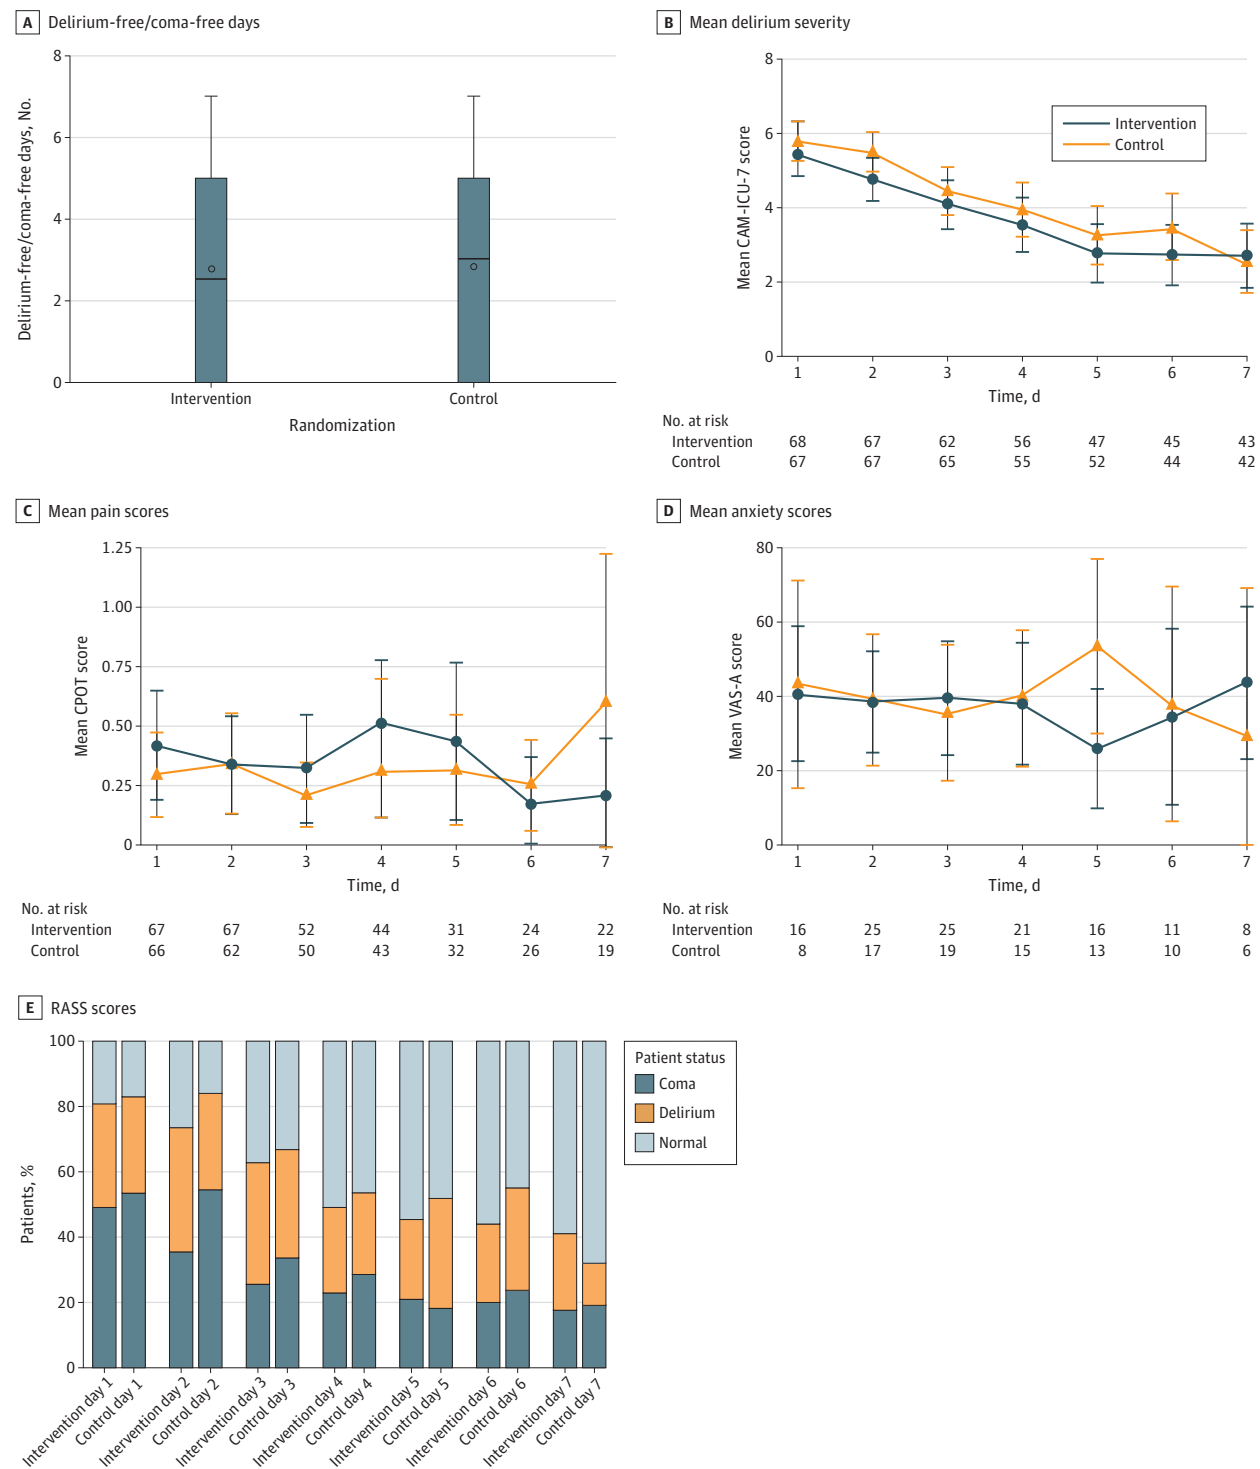 A Delirium-free/coma-free days
Delirium-free/coma-free days, No.
8
6
4
2
0
Intervention
Control
Randomization
B Mean delirium severity
Mean CAM-ICU-7 score
8
6
4
2
0
Intervention
Control
1 2 3 4 5 6 7
Time, d
No. at risk
Intervention 68 67 62 56 47 45 43
Control 67 67 65 55 52 44 42
C Mean pain scores
Mean CPOT score
1.25
1.00
0.75
0.50
0.25
0
1 2 3 4 5 6 7
Time, d
No. at risk
Intervention 67 67 52 44 31 24 22
Control 66 62 50 43 32 26 19
D Mean anxiety scores
Mean VAS-A score
80
60
40
20
0
1 2 3 4 5 6 7
Time, d
No. at risk
Intervention 16 25 25 21 16 11 8
Control 8 17 19 15 13 10 6
E RASS scores
Patients, %
100
80
60
40
20
0
Intervention day 1
Control day 1
Intervention day 2
Control day 2
Intervention day 3
Control day 3
Intervention day 4
Control day 4
Intervention day 5
Control day 5
Intervention day 6
Control day 6
Intervention day 7
Control day 7
Patient status
Coma
Delirium
Normal